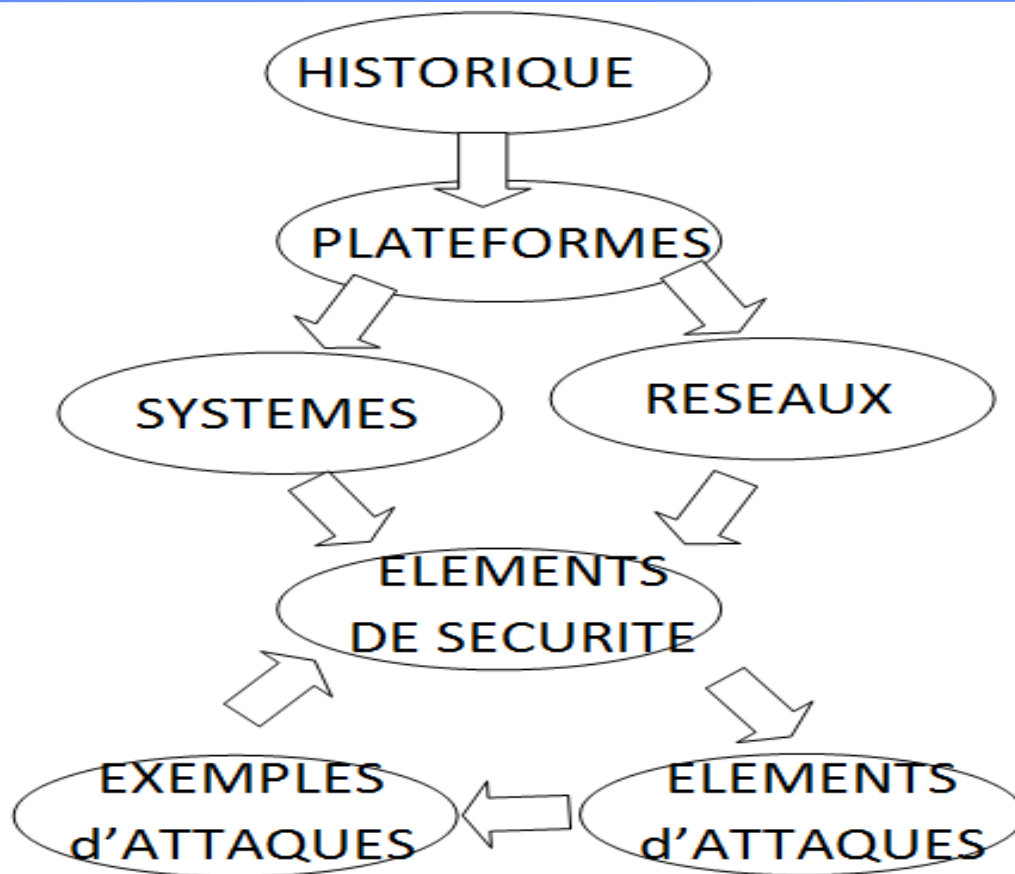 HISTORIQUE
PLATEFORMES
SYSTEMES
RESEAUX
ELEMENTS
DE SECURITE
EXEMPLES
d’ATTAQUES
ELEMENTS
d’ATTAQUES